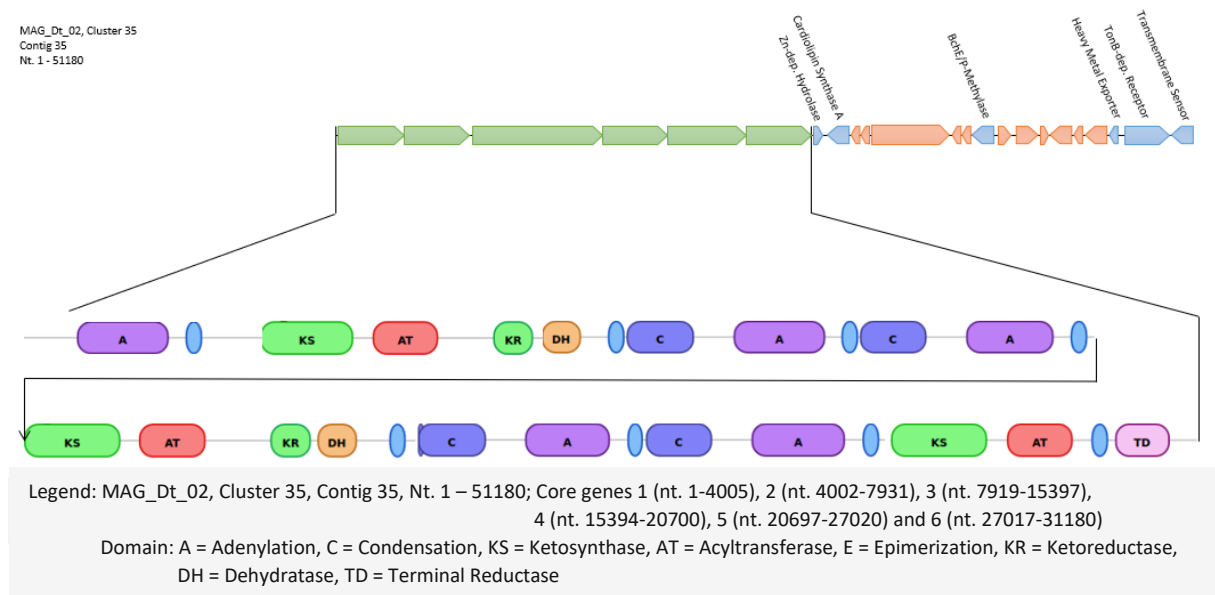 MAG_Dt_02, Cluster 35
Contig 35
Nt. 1 - 51180
Zn-dep. Hydrolase
Cardiolipin Synthase A
BchE/P-Methylase
Heavy Metal Exporter
TonB-dep. Receptor
Transmembrane Sensor
A KS AT KR DH C A C A
KS AT KR DH C A C A KS AT TD
Legend: MAG_Dt_02, Cluster 35, Contig 35, Nt. 1 – 51180; Core genes 1 (nt. 1-4005), 2 (nt. 4002-7931), 3 (nt. 7919-15397),
4 (nt. 15394-20700), 5 (nt. 20697-27020) and 6 (nt. 27017-31180)
Domain: A = Adenylation, C = Condensation, KS = Ketosynthase, AT = Acyltransferase, E = Epimerization, KR = Ketoreductase,
DH = Dehydratase, TD = Terminal Reductase